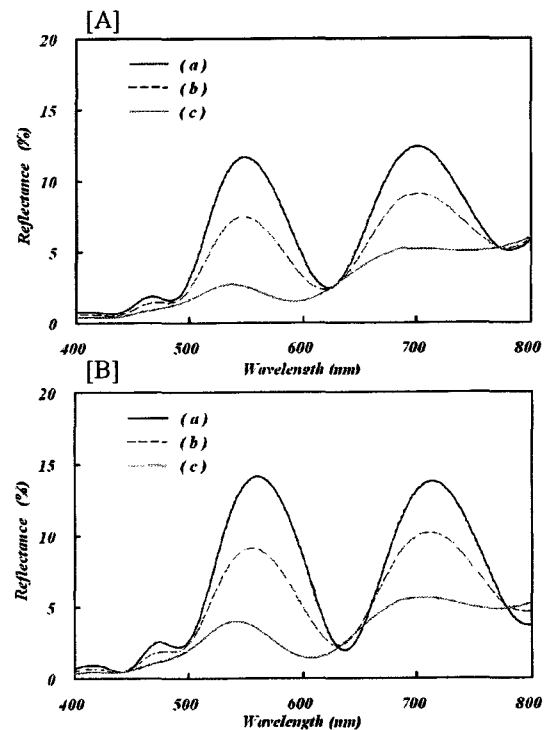 [A]
20
15
10
5
0
Reflectance (%)
(a)
(b)
(c)
400 500 600 700 800
Wavelength (nm)
[B]
20
15
10
5
0
Reflectance (%)
(a)
(b)
(c)
400 500 600 700 800
Wavelength (nm)